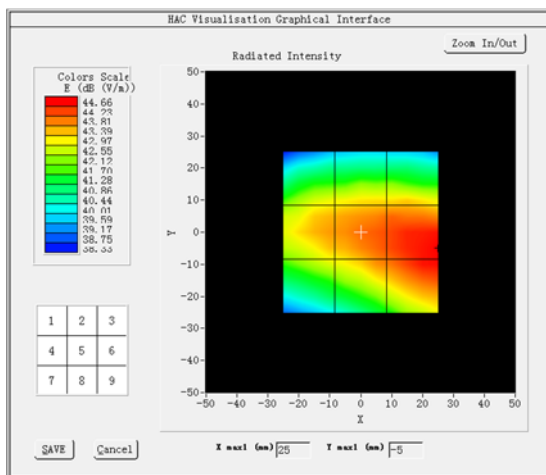 HAC Visualisation Graphical Interface
Zoom In/Out
Radiated Intensity
Colors Scale
E (dB (V/m))
44.66
44.23
43.81
43.39
42.97
42.55
42.12
41.70
41.28
40.86
40.44
40.01
39.59
39.17
38.75
38.33
50
40
30
20
10
0
-10
-20
-30
-40
-50
Y
-50 -40 -30 -20 -10 0 10 20 30 40 50
X
1 2 3
4 5 6
7 8 9
SAVE Cancel
X max1 (mm) 25 Y max1 (mm) -5